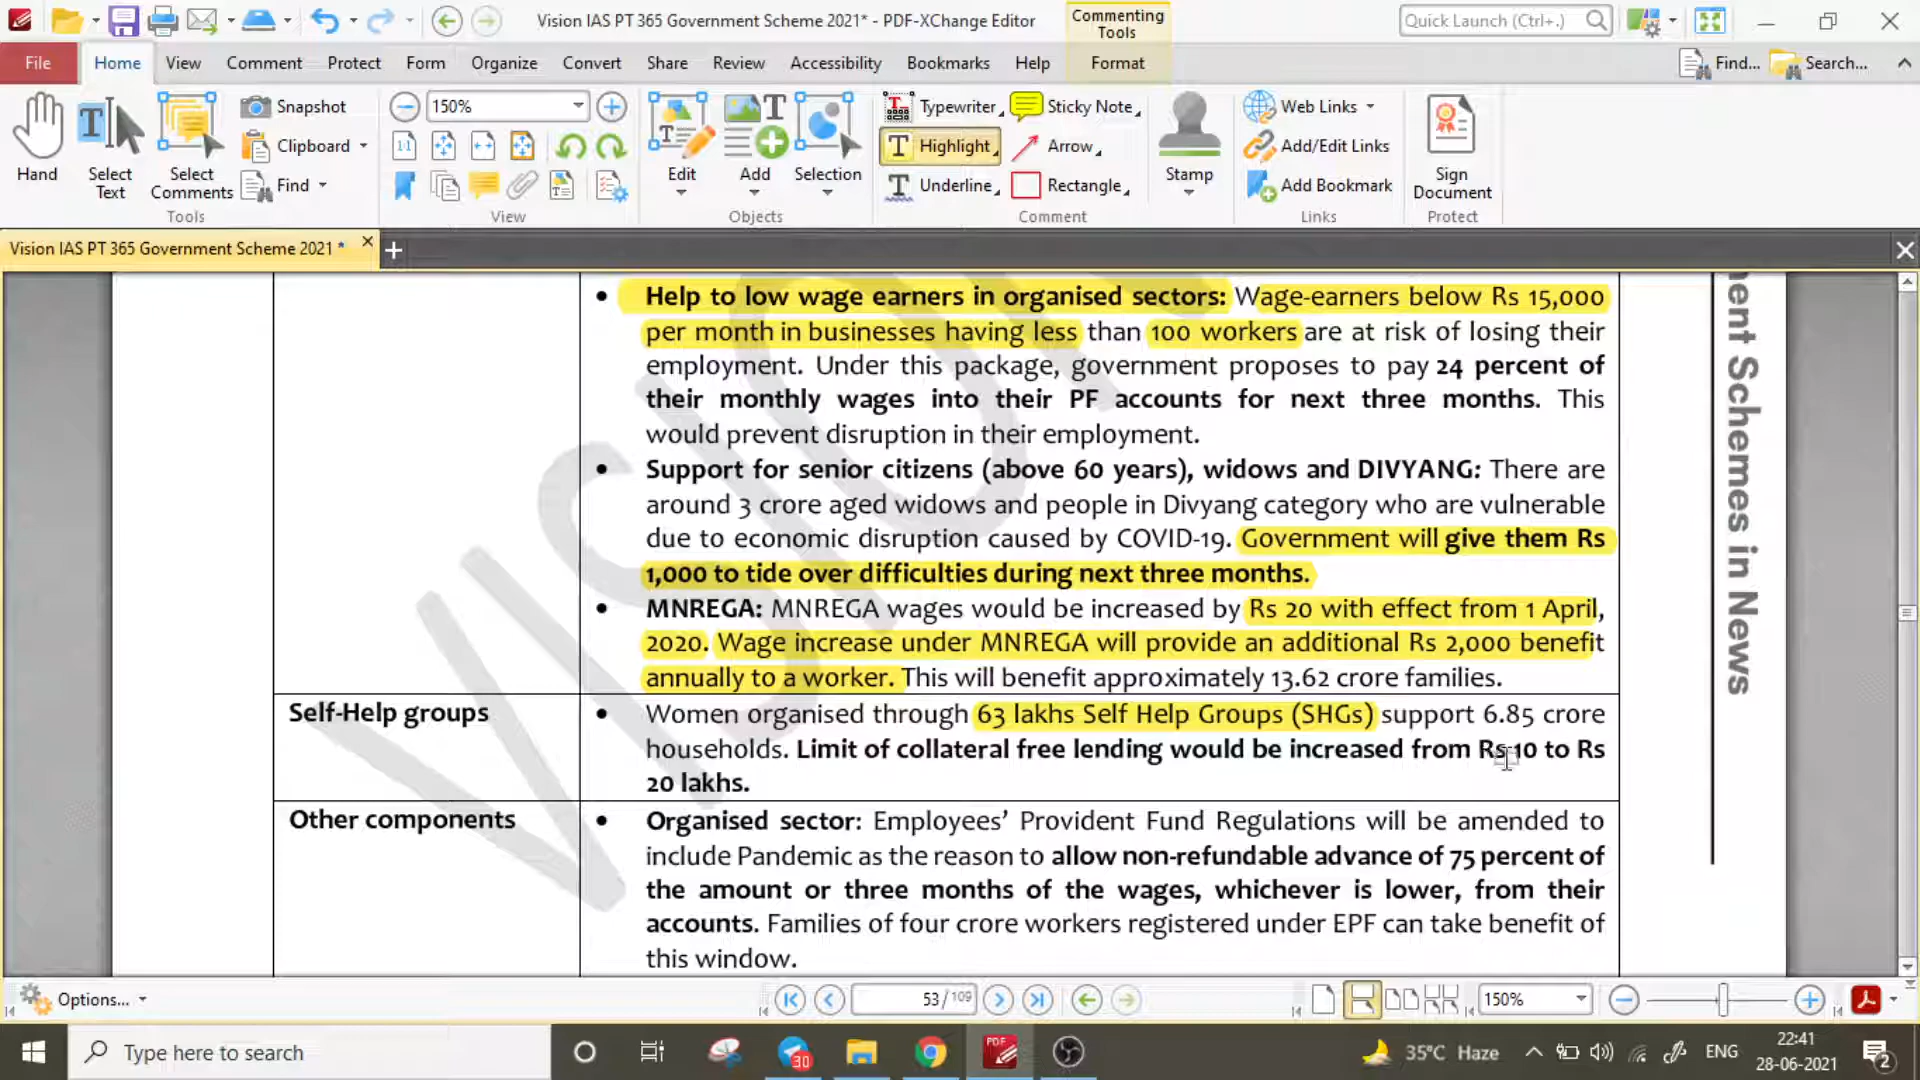 Vision IAS PT 365 Government Scheme 2021* - PDF-XChange Editor
Commenting Tools
Quick Launch (Ctrl+.)
File Home View Comment Protect Form Organize Convert Share Review Accessibility Bookmarks Help Format Find... Search...
Hand
Select Text
Select Comments
Snapshot
Clipboard
Find
Tools
150%
View
Edit
Add
Selection
Objects
Typewriter
Highlight
Underline
Sticky Note
Arrow
Rectangle
Stamp
Comment
Web Links
Add/Edit Links
Add Bookmark
Links
Sign Document
Protect
Vision IAS PT 365 Government Scheme 2021 *
• Help to low wage earners in organised sectors: Wage-earners below Rs 15,000
per month in businesses having less than 100 workers are at risk of losing their
employment. Under this package, government proposes to pay 24 percent of
their monthly wages into their PF accounts for next three months. This
would prevent disruption in their employment.
• Support for senior citizens (above 60 years), widows and DIVYANG: There are
around 3 crore aged widows and people in Divyang category who are vulnerable
due to economic disruption caused by COVID-19. Government will give them Rs
1,000 to tide over difficulties during next three months.
• MNREGA: MNREGA wages would be increased by Rs 20 with effect from 1 April,
2020. Wage increase under MNREGA will provide an additional Rs 2,000 benefit
annually to a worker. This will benefit approximately 13.62 crore families.
Self-Help groups
• Women organised through 63 lakhs Self Help Groups (SHGs) support 6.85 crore
households. Limit of collateral free lending would be increased from Rs 10 to Rs
20 lakhs.
Other components
• Organised sector: Employees' Provident Fund Regulations will be amended to
include Pandemic as the reason to allow non-refundable advance of 75 percent of
the amount or three months of the wages, whichever is lower, from their
accounts. Families of four crore workers registered under EPF can take benefit of
this window.
Schemes in News
VISION
Options...
53 / 109
150%
Type here to search
30
PDF
35°C Haze
ENG
22:41
28-06-2021
2